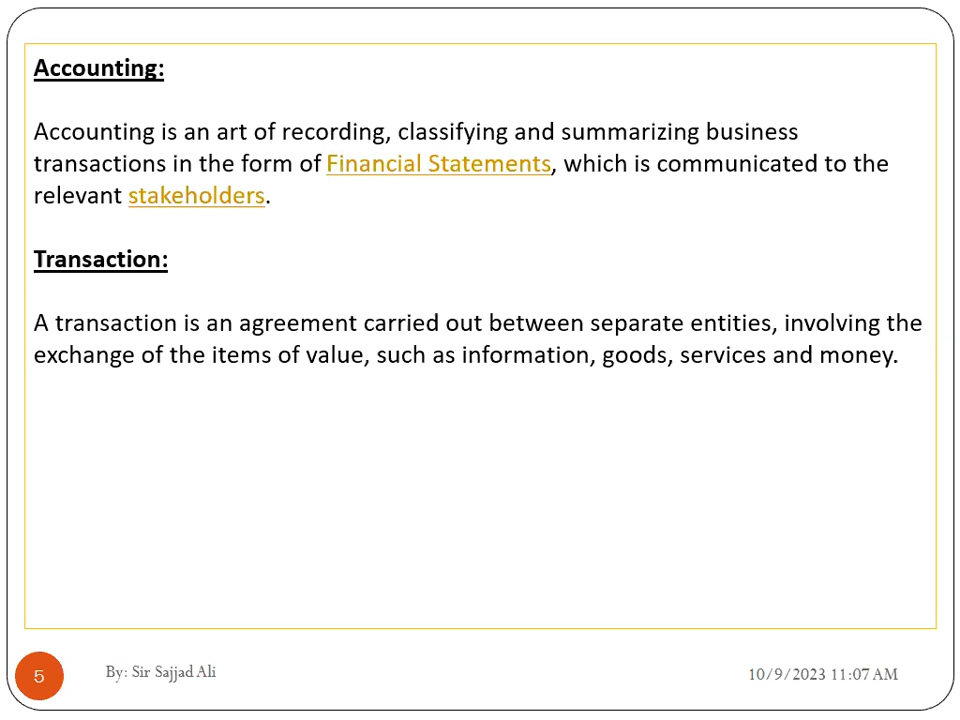 Accounting:
Accounting is an art of recording, classifying and summarizing business
transactions in the form of Financial Statements, which is communicated to the
relevant stakeholders.
Transaction:
A transaction is an agreement carried out between separate entities, involving the
exchange of the items of value, such as information, goods, services and money.
5
By: Sir Sajjad Ali
10/9/2023 11:07 AM